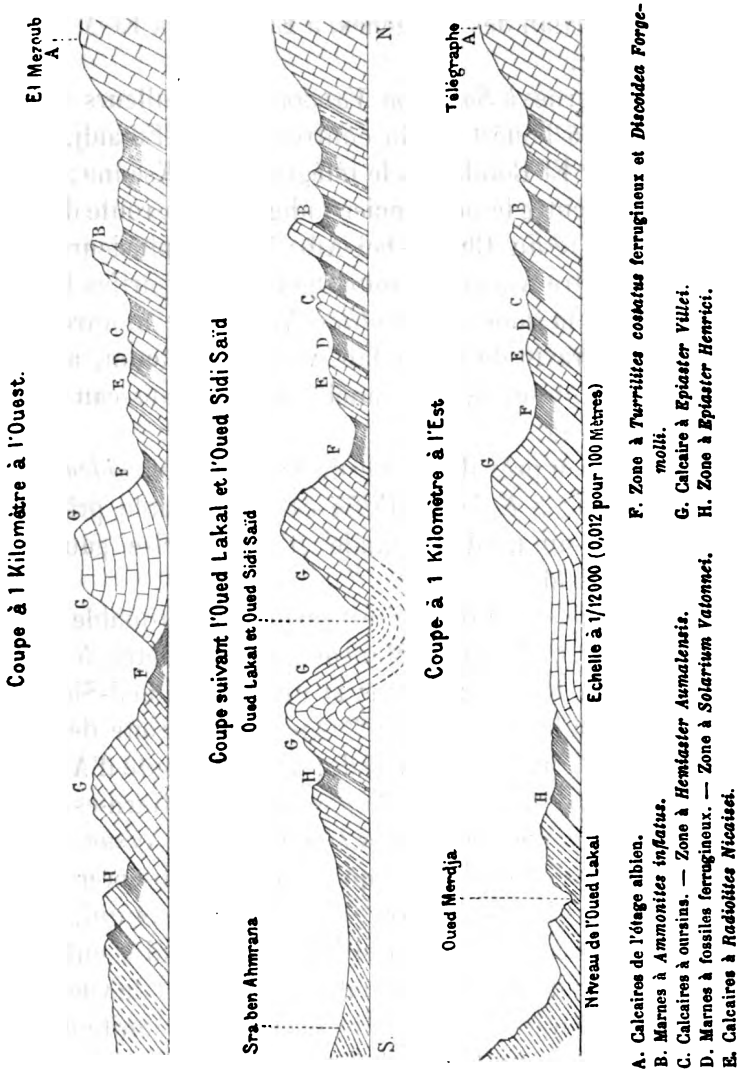 Coupe à 1 Kilomètre à l'Ouest.
El Mezoub
A
H
G
F
G
G
F
E D C
B
Coupe suivant l'Oued Lakal et l'Oued Sidi Saïd
Oued Lakal et Oued Sidi Saïd
Sra ben Ahmrana
H
G
G
G
F
E D
C
B
S.
N
Coupe à 1 Kilomètre à l'Est
Oued Merdja
Télégraphe
A
H
G
F
E D C
B
Niveau de l'Oued Lakal
Echelle à 1/12000 (0,012 pour 100 Mètres)
A. Calcaires de l'étage albien.
B. Marnes à Ammonites inflatus.
C. Calcaires à oursins. — Zone à Hemiaster Aumalensis.
D. Marnes à fossiles ferrugineux. — Zone à Solarium Vatonnei.
E. Calcaires à Radiolites Nicaisei.
F. Zone à Turrilites costatus ferrugineux et Discoidea Forge-
molli.
G. Calcaire à Epiaster Villei.
H. Zone à Epiaster Henrici.